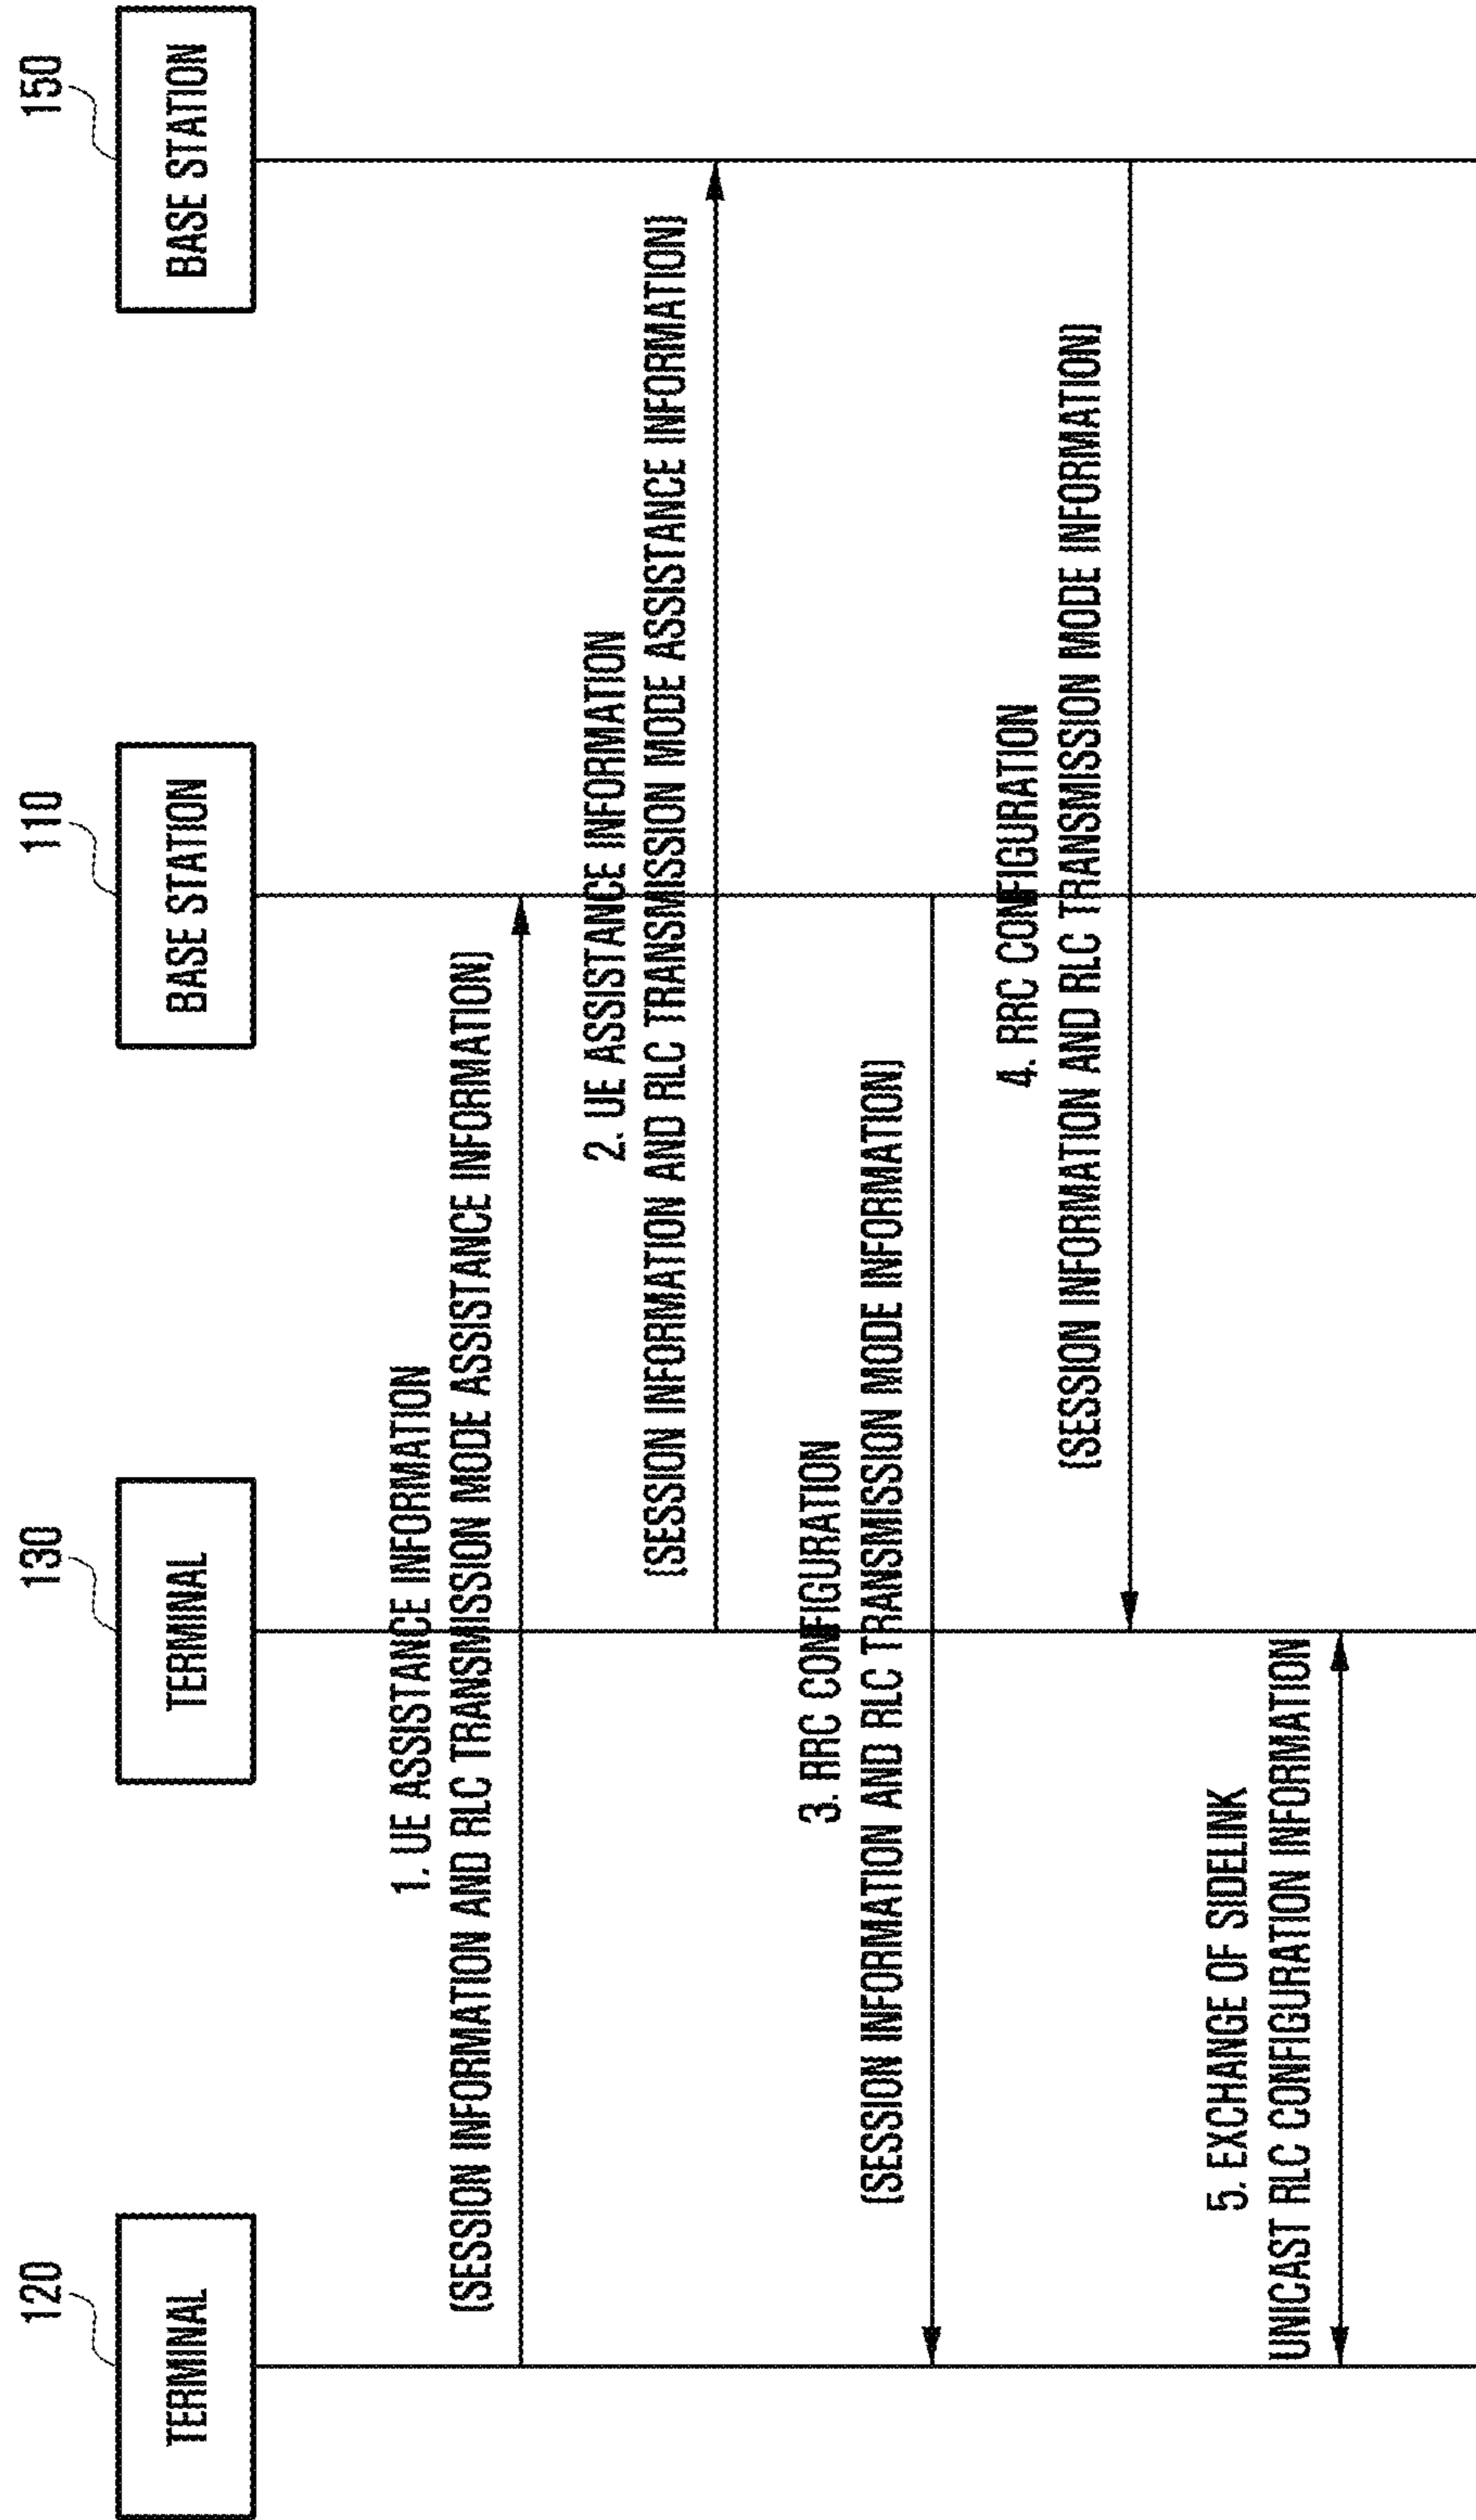 120
130
110
150
TERMINAL
TERMINAL
BASE STATION
BASE STATION
1. UE ASSISTANCE INFORMATION
(SESSION INFORMATION AND RLC TRANSMISSION MODE ASSISTANCE INFORMATION)
2. UE ASSISTANCE INFORMATION
(SESSION INFORMATION AND RLC TRANSMISSION MODE ASSISTANCE INFORMATION)
3. RRC CONFIGURATION
(SESSION INFORMATION AND RLC TRANSMISSION MODE INFORMATION)
4. RRC CONFIGURATION
(SESSION INFORMATION AND RLC TRANSMISSION MODE INFORMATION)
5. EXCHANGE OF SIDELINK
UNICAST RLC CONFIGURATION INFORMATION